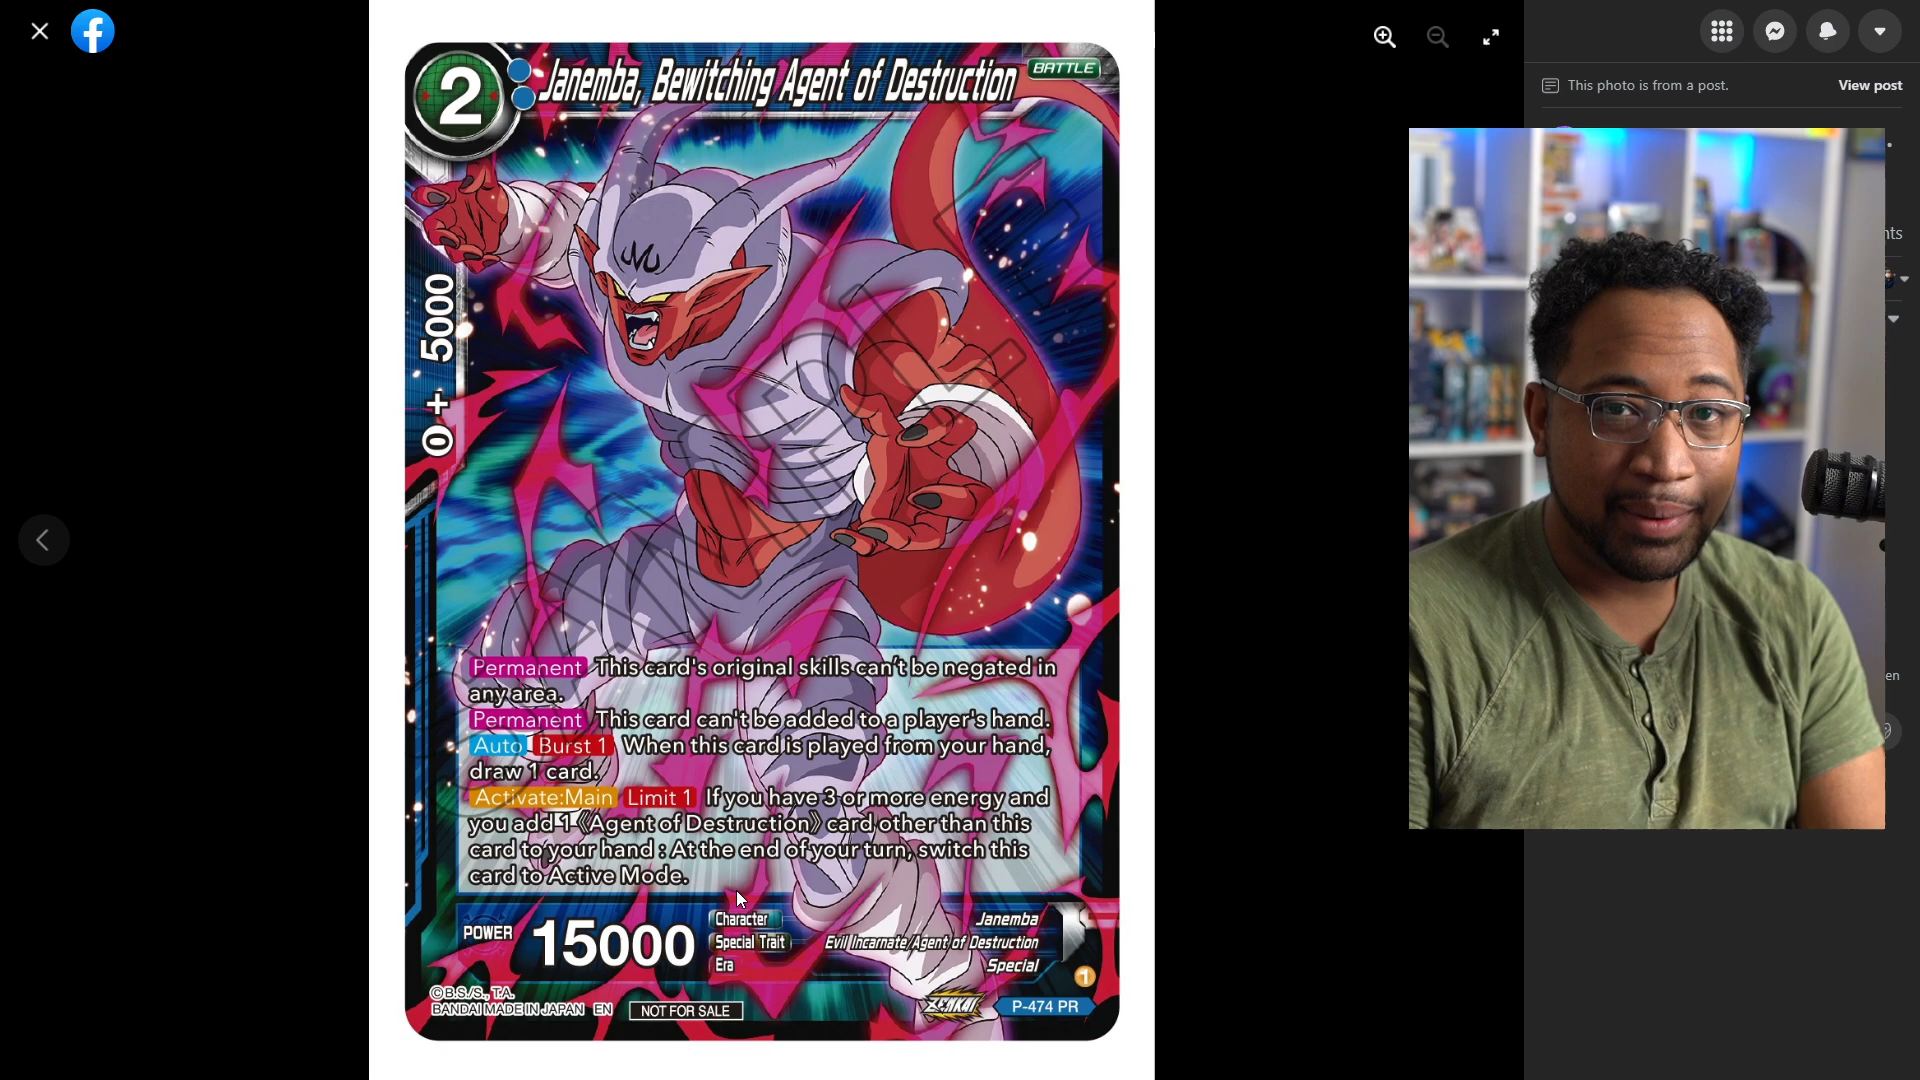 This photo is from a post.
View post
2
Janemba, Bewitching Agent of Destruction
BATTLE
0 + 5000
SAMPLE
Permanent This card's original skills can't be negated in
any area.
Permanent This card can't be added to a player's hand.
Auto Burst 1 When this card is played from your hand,
draw 1 card.
Activate:Main Limit 1 If you have 3 or more energy and
you add 1《Agent of Destruction》card other than this
card to your hand : At the end of your turn, switch this
card to Active Mode.
POWER 15000
Character Janemba
Special Trait Evil Incarnate/Agent of Destruction
Era Special
1
©B.S./S., T.A.
BANDAI MADE IN JAPAN EN NOT FOR SALE
ZENKAI
P-474 PR
nts
en